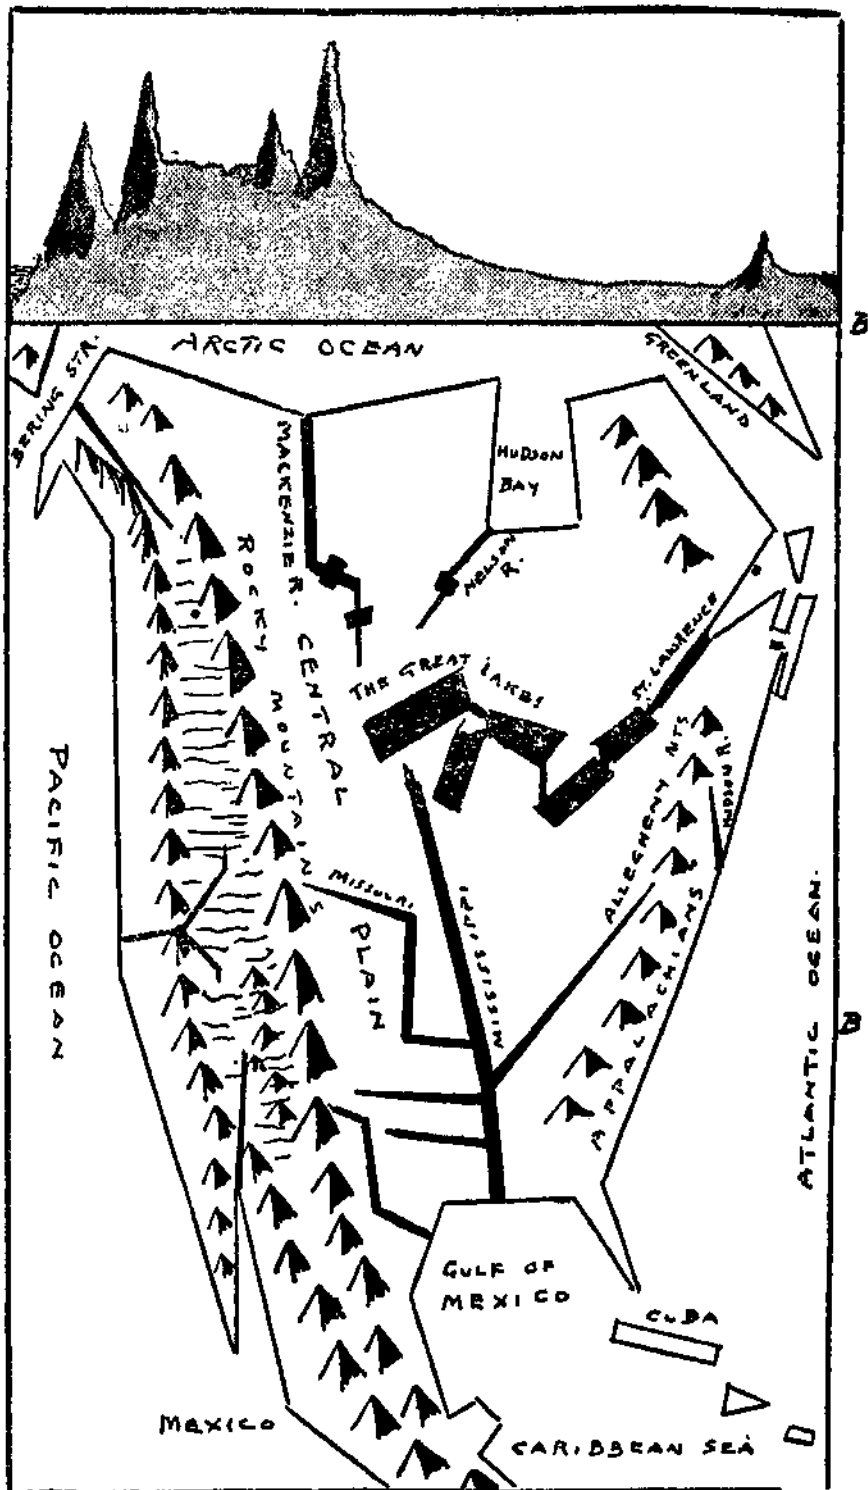 B
ARCTIC OCEAN
BERING STR.
GREENLAND
HUDSON
BAY
MACKENZIE R.
NELSON
R.
ROCKY MOUNTAINS
CENTRAL
PLAIN
THE GREAT LAKES
ST. LAWRENCE
ALLEGHENY MTS
HUDSON R.
PACIFIC OCEAN
MISSOURI
APPALACHIANS
ATLANTIC OCEAN.
B
GULF OF
MEXICO
CUBA
MEXICO
CARIBBEAN SEA